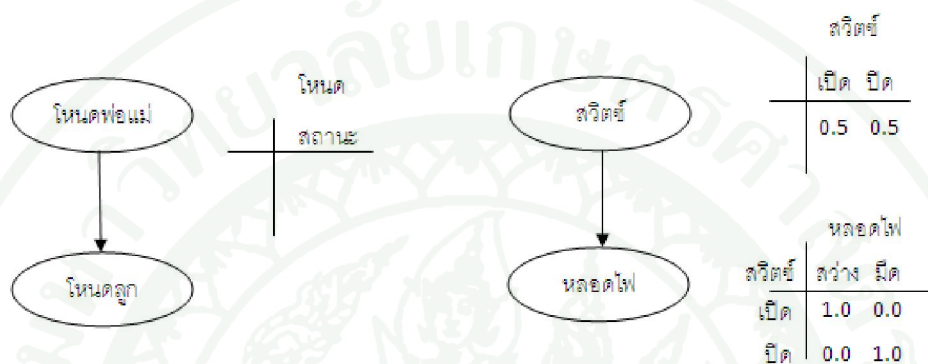 โหนดพ่อแม่
โหนดลูก
โหนด
สถานะ
สวิตช์
หลอดไฟ
สวิตช์
เปิด ปิด
0.5 0.5
หลอดไฟ
สวิตช์ สว่าง มืด
เปิด 1.0 0.0
ปิด 0.0 1.0